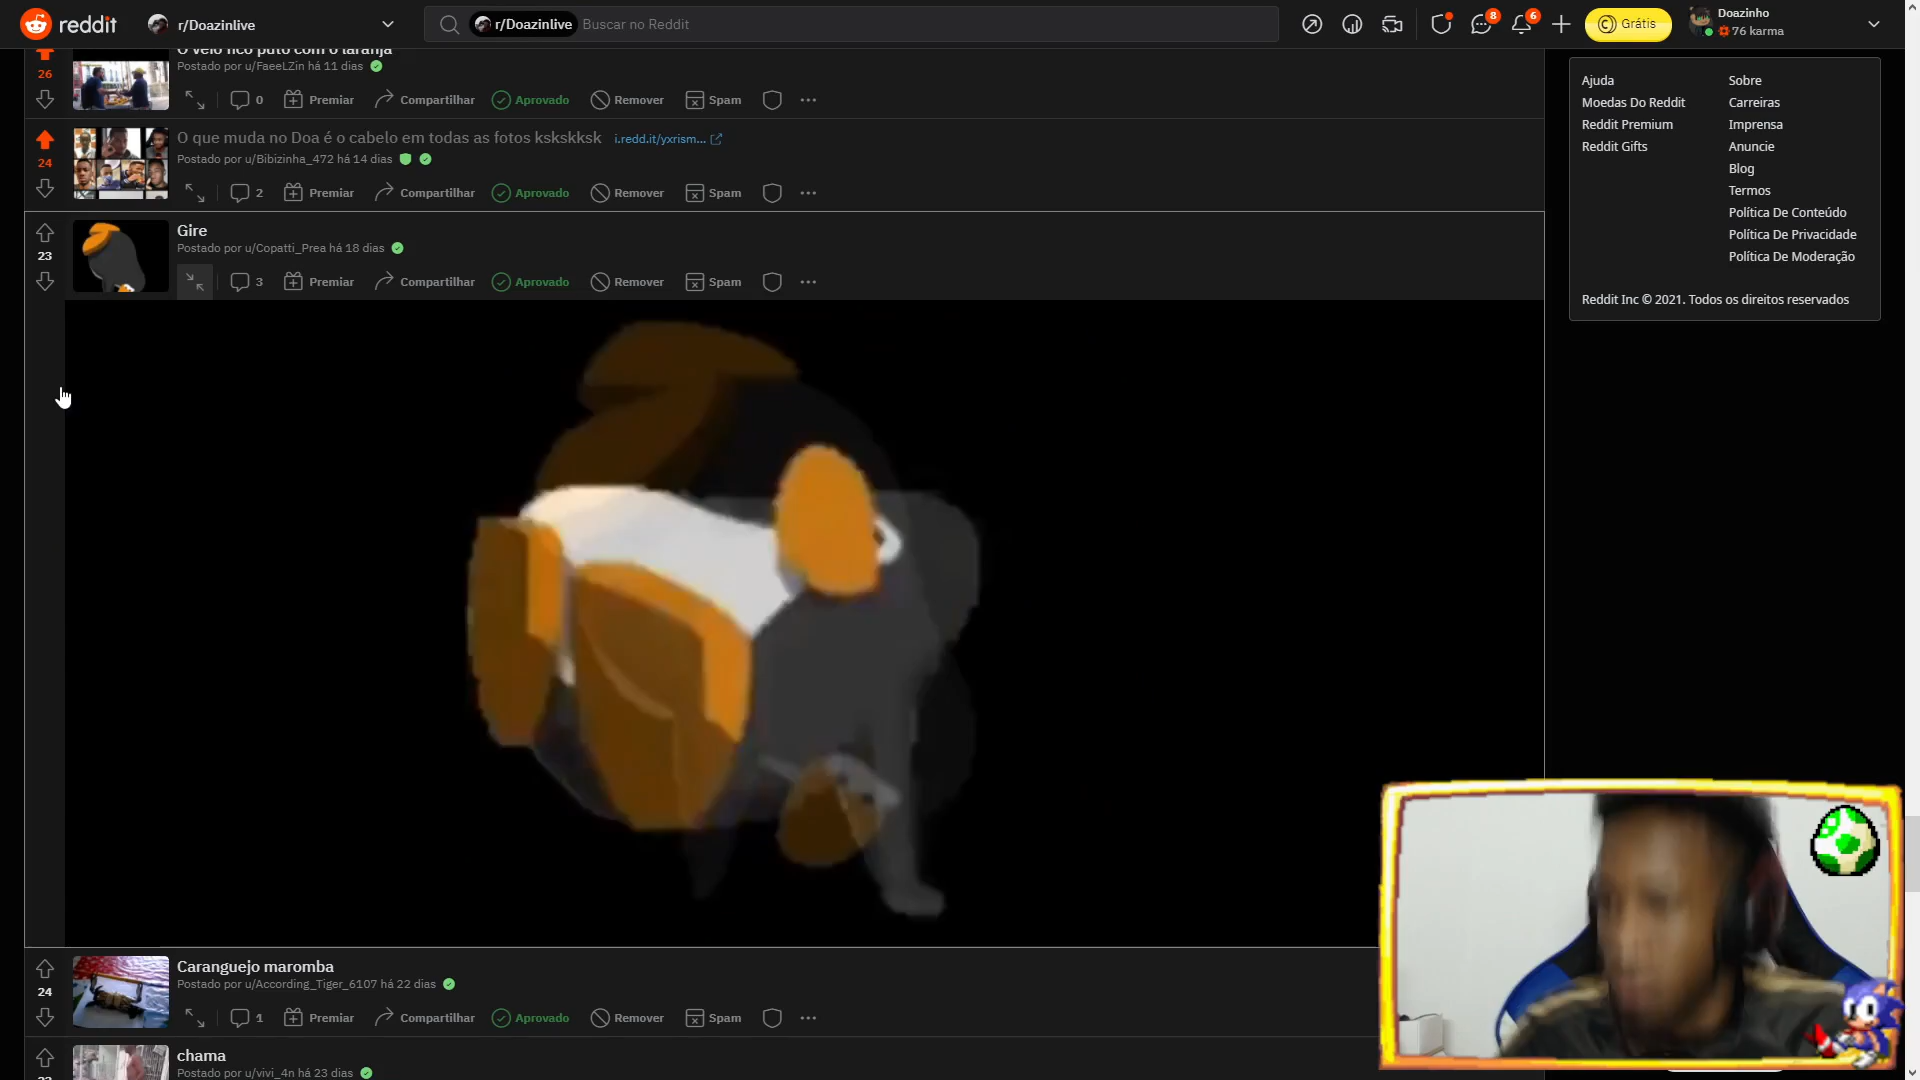 reddit
r/Doazinlive
r/Doazinlive Buscar no Reddit
8
6
Grátis
Doazinho
76 karma
O velo fico puto com o laranja
26
Postado por u/FaeeLZin há 11 dias
0 Premiar Compartilhar Aprovado Remover Spam
O que muda no Doa é o cabelo em todas as fotos kskskksk i.redd.it/yxrism...
24
Postado por u/Bibizinha_472 há 14 dias
2 Premiar Compartilhar Aprovado Remover Spam
Gire
23
Postado por u/Copatti_Prea há 18 dias
3 Premiar Compartilhar Aprovado Remover Spam
Caranguejo maromba
24
Postado por u/According_Tiger_6107 há 22 dias
1 Premiar Compartilhar Aprovado Remover Spam
chama
Postado por u/vivi_4n há 23 dias
Ajuda
Moedas Do Reddit
Reddit Premium
Reddit Gifts
Sobre
Carreiras
Imprensa
Anuncie
Blog
Termos
Política De Conteúdo
Política De Privacidade
Política De Moderação
Reddit Inc © 2021. Todos os direitos reservados